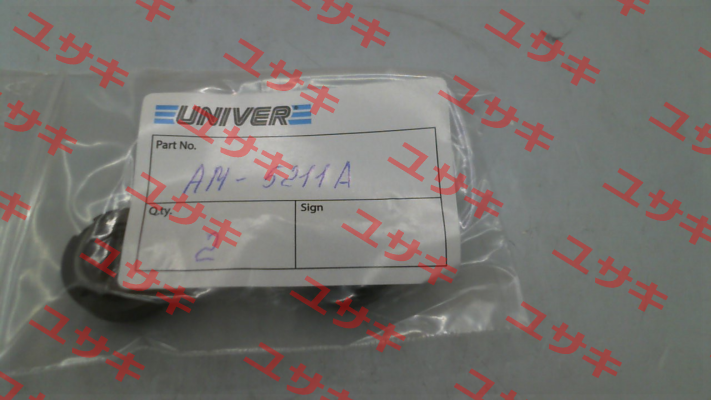 UNIVER®
Part No.
AM-5211A
Q.ty.
Sign
2
ユサキ